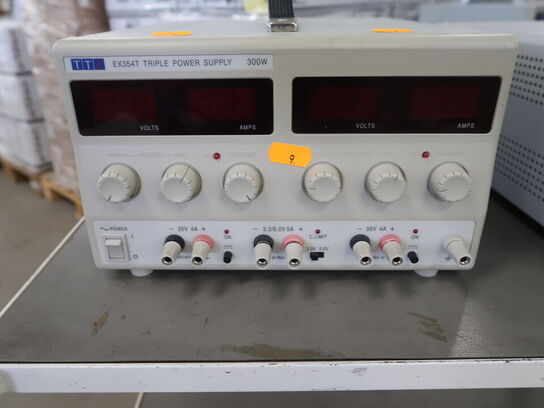 TTi EX354T TRIPLE POWER SUPPLY 300W
VOLTS AMPS VOLTS AMPS
9
POWER
I
O
- 35V 4A +
ON
- 3.3/5.0V 5A +
C. LIMIT
3.3V 5.0V
- 35V 4A +
ON